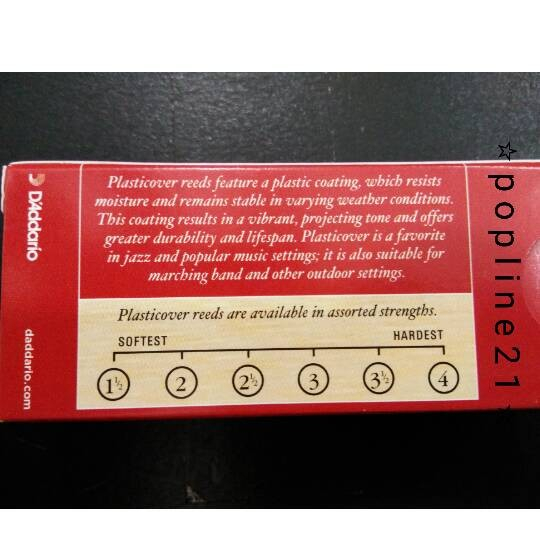 Plasticover reeds feature a plastic coating, which resists
moisture and remains stable in varying weather conditions.
This coating results in a vibrant, projecting tone and offers
greater durability and lifespan. Plasticover is a favorite
in jazz and popular music settings; it is also suitable for
marching band and other outdoor settings.
Plasticover reeds are available in assorted strengths.
SOFTEST HARDEST
1½ 2 2½ 3 3½ 4
D'Addario
daddario.com
☆popline21